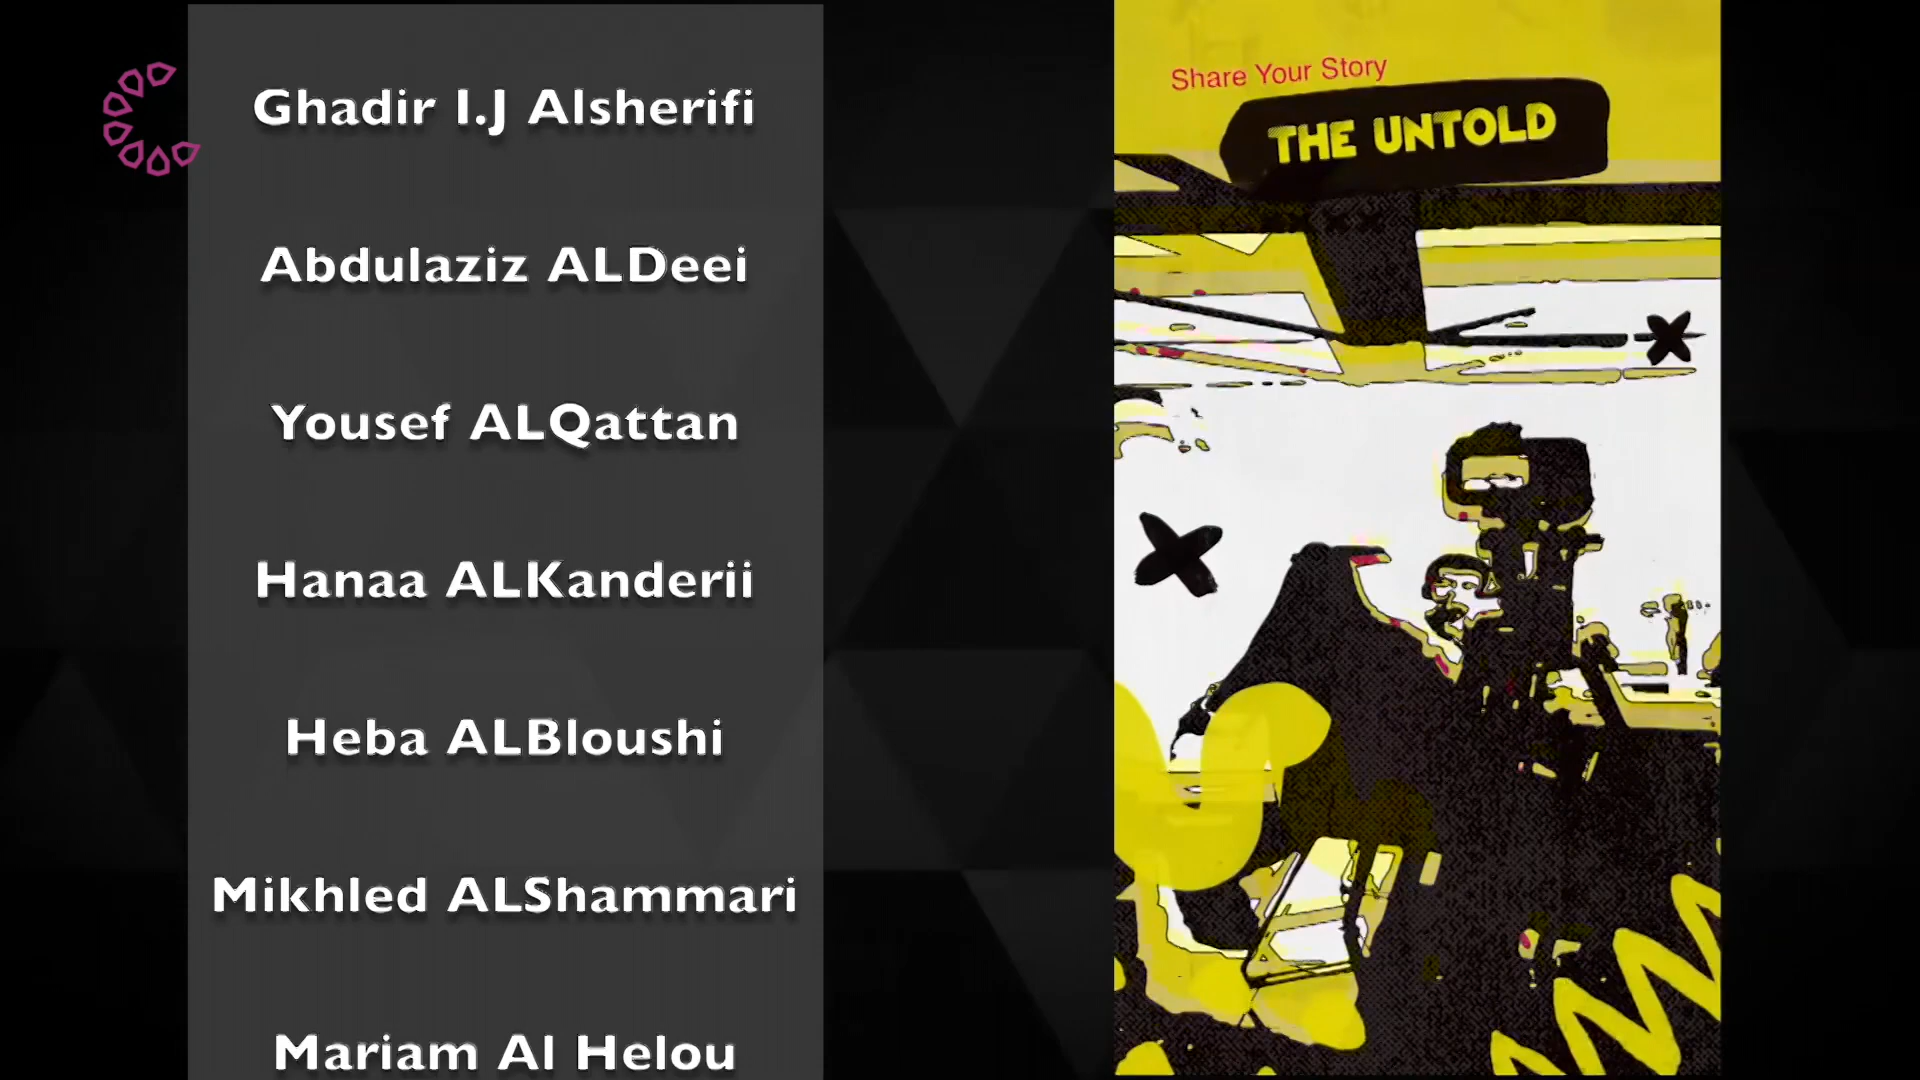 Ghadir I.J Alsherifi
Abdulaziz ALDeei
Yousef ALQattan
Hanaa ALKanderii
Heba ALBloushi
Mikhled ALShammari
Mariam Al Helou
Share Your Story
THE UNTOLD